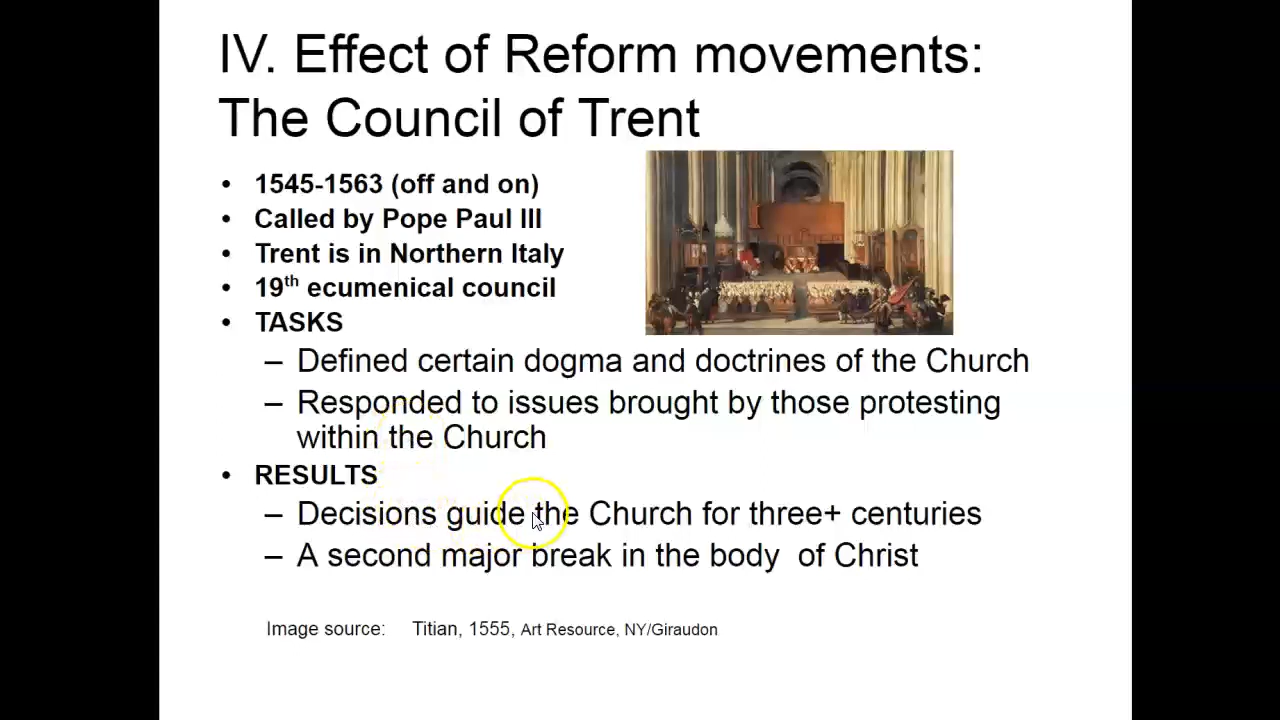 IV. Effect of Reform movements:
The Council of Trent
• 1545-1563 (off and on)
• Called by Pope Paul III
• Trent is in Northern Italy
• 19th ecumenical council
• TASKS
– Defined certain dogma and doctrines of the Church
– Responded to issues brought by those protesting
within the Church
• RESULTS
– Decisions guide the Church for three+ centuries
– A second major break in the body of Christ
Image source: Titian, 1555, Art Resource, NY/Giraudon